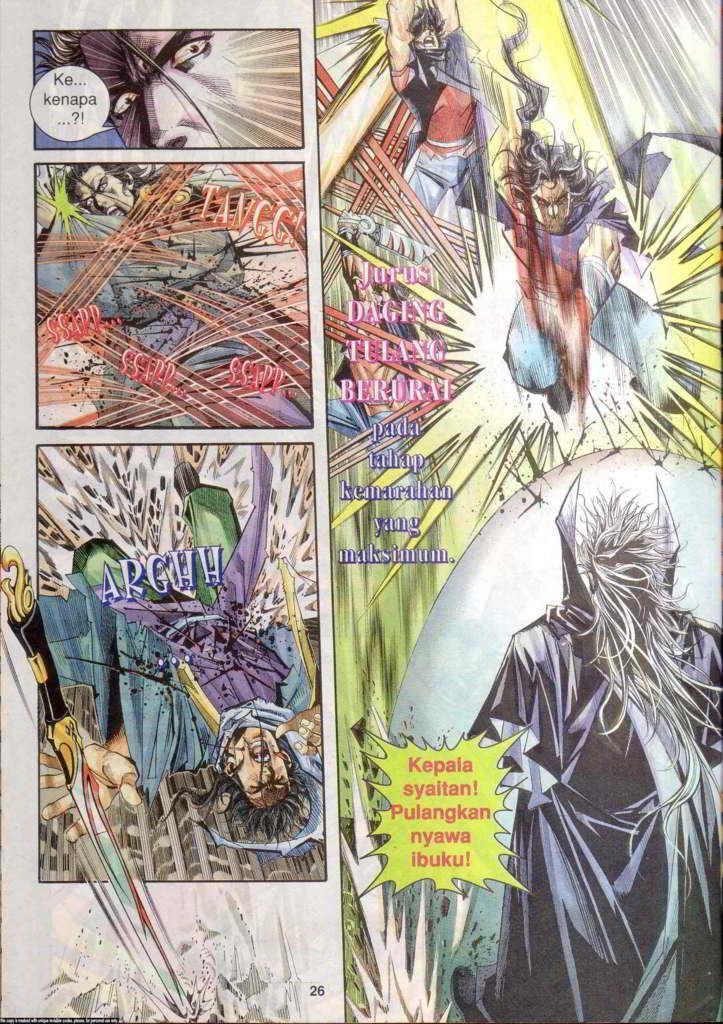 Ke...
kenapa
...?!
TANGG!
SSAPP...
SSAPP...
SSAPP...
ARGHH
...
Jurus
DAGING
TULANG
BERURAI
pada
tahap
kemarahan
yang
maksimum.
Kepala
syaitan!
Pulangkan
nyawa
ibuku!
26